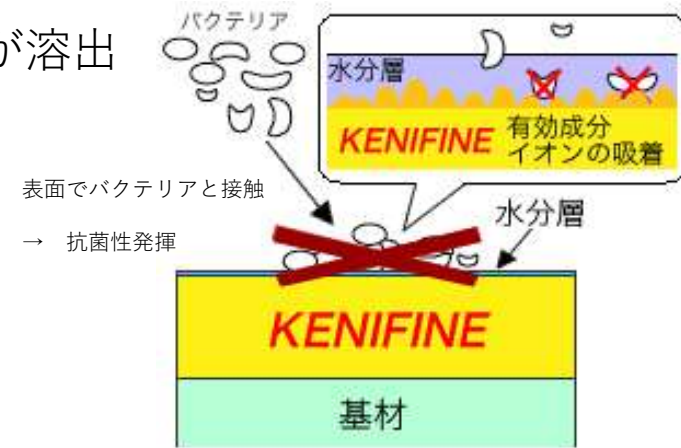 が溶出
バクテリア
水分層
KENIFINE 有効成分
イオンの吸着
表面でバクテリアと接触
→ 抗菌性発揮
水分層
KENIFINE
基材